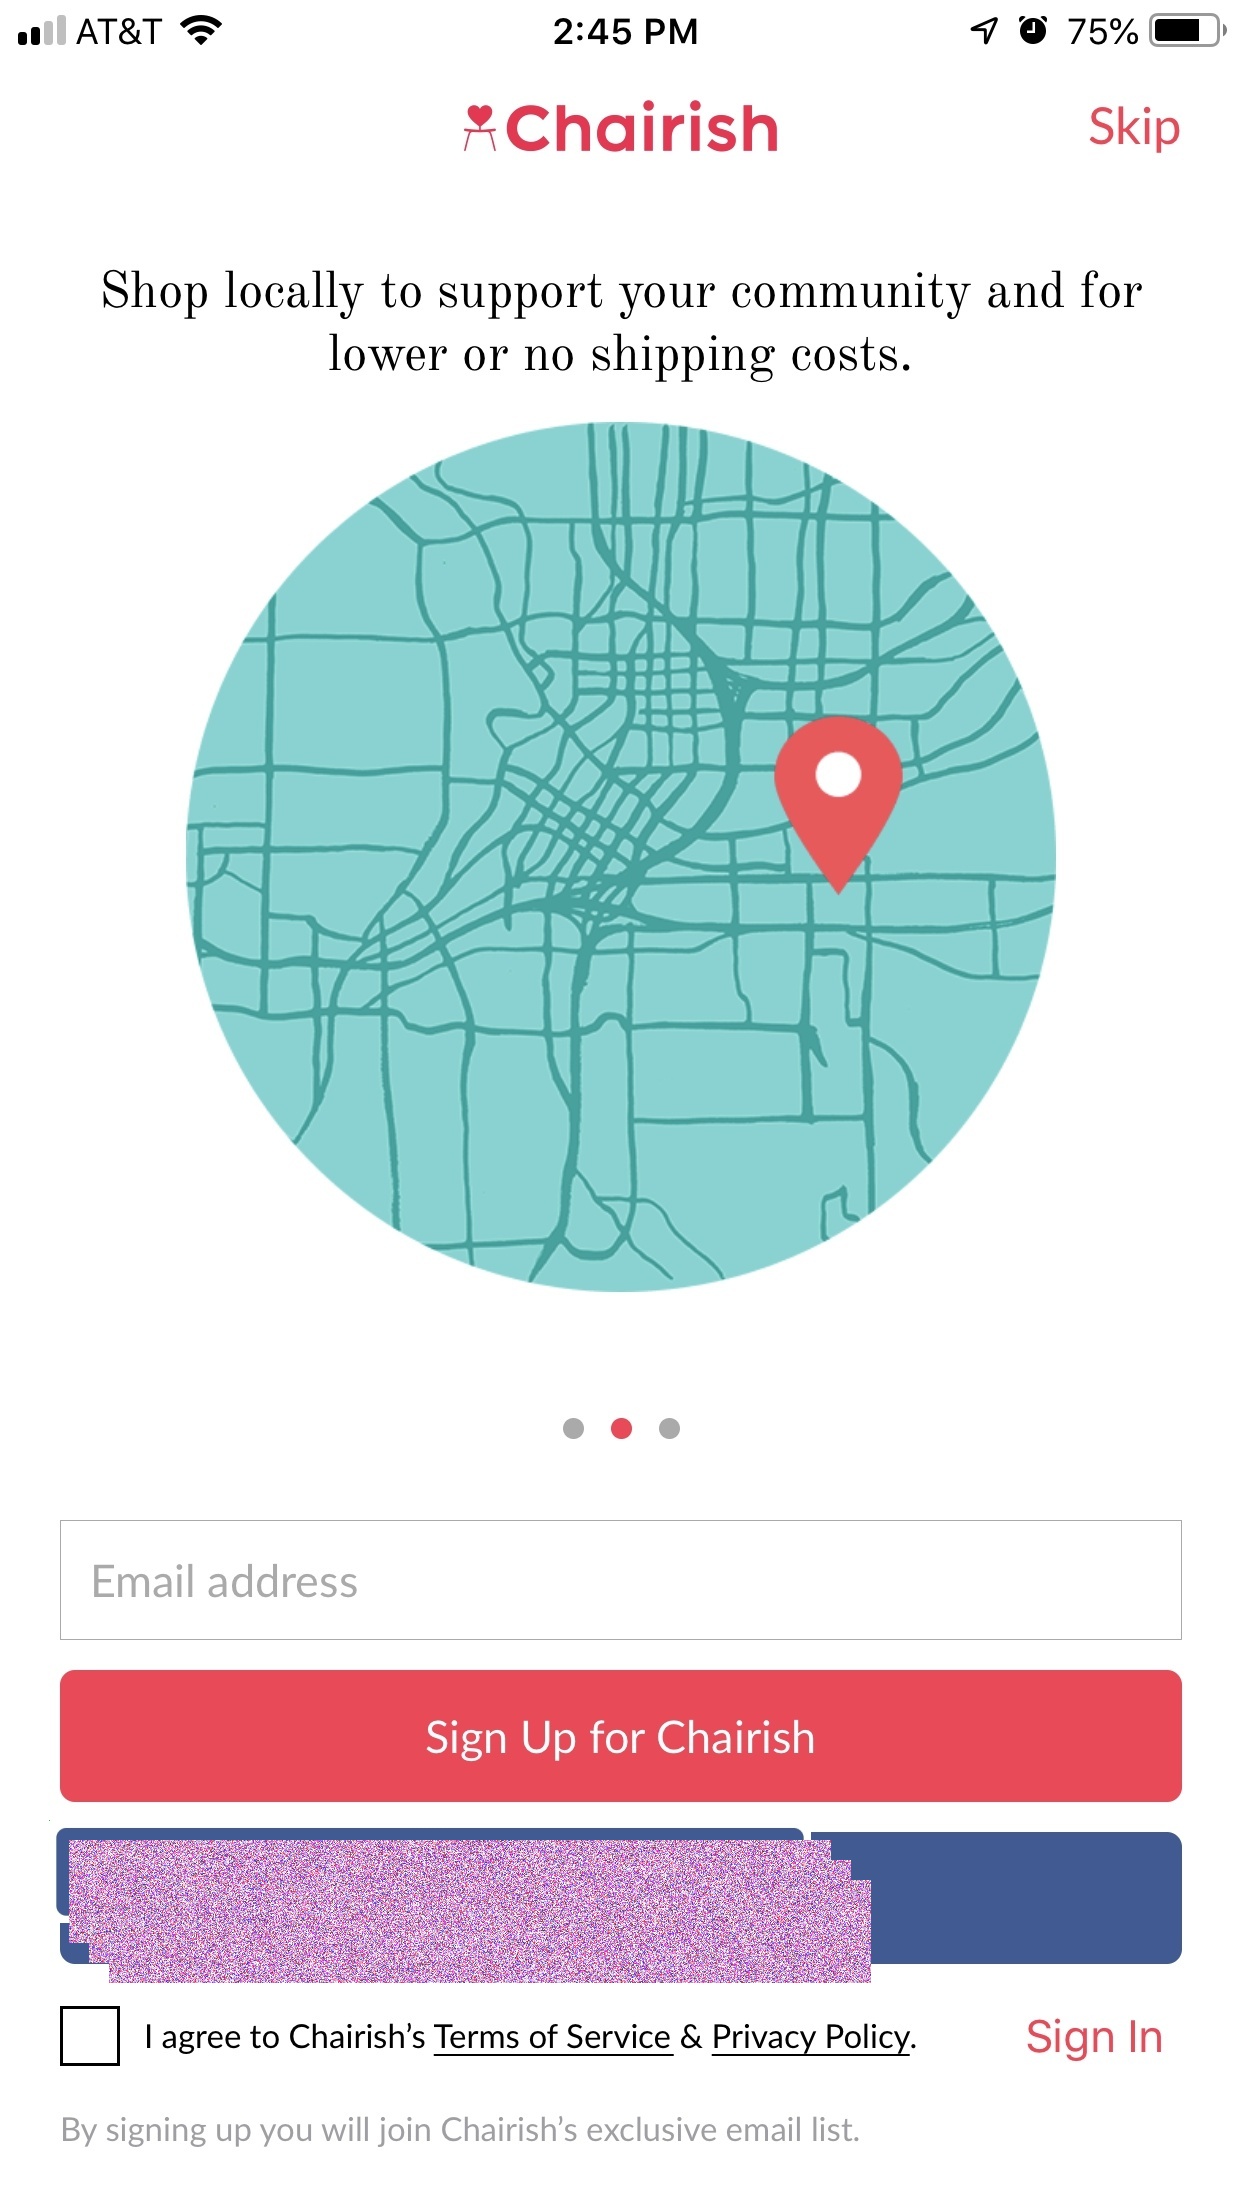 AT&T 2:45 PM 75%
Chairish Skip
Shop locally to support your community and for
lower or no shipping costs.
Email address
Sign Up for Chairish
I agree to Chairish’s Terms of Service & Privacy Policy. Sign In
By signing up you will join Chairish’s exclusive email list.